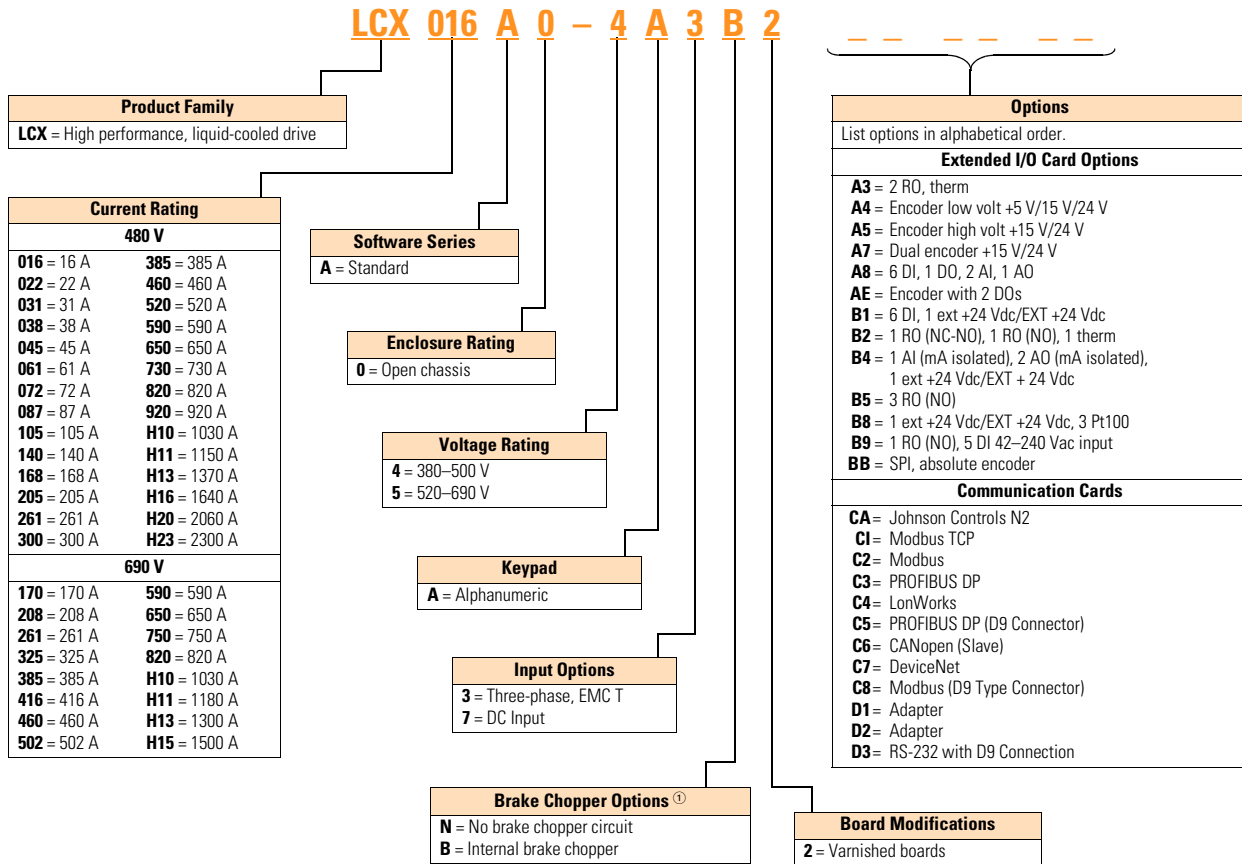 LCX 016 A 0 – 4 A 3 B 2 _ _ _ _ _ _
Product Family
LCX = High performance, liquid-cooled drive
Current Rating
480 V
016 = 16 A 385 = 385 A
022 = 22 A 460 = 460 A
031 = 31 A 520 = 520 A
038 = 38 A 590 = 590 A
045 = 45 A 650 = 650 A
061 = 61 A 730 = 730 A
072 = 72 A 820 = 820 A
087 = 87 A 920 = 920 A
105 = 105 A H10 = 1030 A
140 = 140 A H11 = 1150 A
168 = 168 A H13 = 1370 A
205 = 205 A H16 = 1640 A
261 = 261 A H20 = 2060 A
300 = 300 A H23 = 2300 A
690 V
170 = 170 A 590 = 590 A
208 = 208 A 650 = 650 A
261 = 261 A 750 = 750 A
325 = 325 A 820 = 820 A
385 = 385 A H10 = 1030 A
416 = 416 A H11 = 1180 A
460 = 460 A H13 = 1300 A
502 = 502 A H15 = 1500 A
Software Series
A = Standard
Enclosure Rating
0 = Open chassis
Voltage Rating
4 = 380–500 V
5 = 520–690 V
Keypad
A = Alphanumeric
Input Options
3 = Three-phase, EMC T
7 = DC Input
Brake Chopper Options ①
N = No brake chopper circuit
B = Internal brake chopper
Board Modifications
2 = Varnished boards
Options
List options in alphabetical order.
Extended I/O Card Options
A3 = 2 RO, therm
A4 = Encoder low volt +5 V/15 V/24 V
A5 = Encoder high volt +15 V/24 V
A7 = Dual encoder +15 V/24 V
A8 = 6 DI, 1 DO, 2 AI, 1 AO
AE = Encoder with 2 DOs
B1 = 6 DI, 1 ext +24 Vdc/EXT +24 Vdc
B2 = 1 RO (NC-NO), 1 RO (NO), 1 therm
B4 = 1 AI (mA isolated), 2 AO (mA isolated),
1 ext +24 Vdc/EXT + 24 Vdc
B5 = 3 RO (NO)
B8 = 1 ext +24 Vdc/EXT +24 Vdc, 3 Pt100
B9 = 1 RO (NO), 5 DI 42–240 Vac input
BB = SPI, absolute encoder
Communication Cards
CA = Johnson Controls N2
CI = Modbus TCP
C2 = Modbus
C3 = PROFIBUS DP
C4 = LonWorks
C5 = PROFIBUS DP (D9 Connector)
C6 = CANopen (Slave)
C7 = DeviceNet
C8 = Modbus (D9 Type Connector)
D1 = Adapter
D2 = Adapter
D3 = RS-232 with D9 Connection